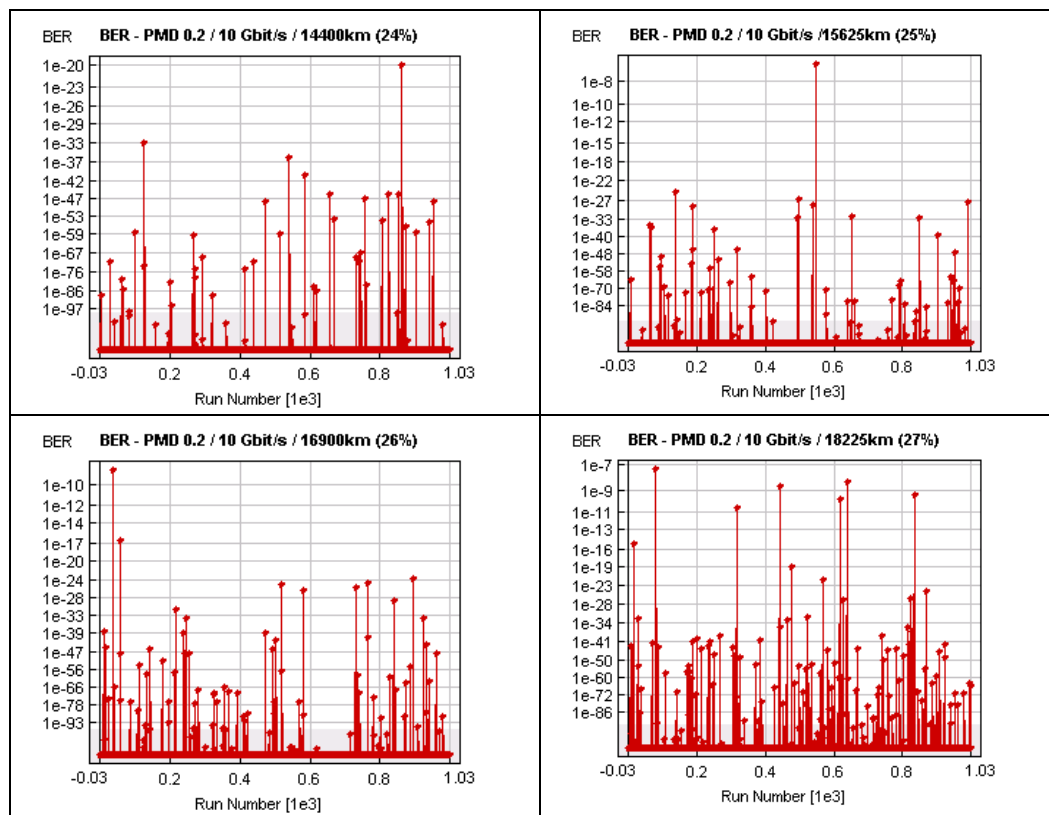 BER BER - PMD 0.2 / 10 Gbit/s / 14400km (24%)
1e-20
1e-23
1e-26
1e-29
1e-33
1e-37
1e-42
1e-47
1e-53
1e-59
1e-67
1e-76
1e-86
1e-97
-0.03 0.2 0.4 0.6 0.8 1.03
Run Number [1e3]
BER BER - PMD 0.2 / 10 Gbit/s /15625km (25%)
1e-8
1e-10
1e-12
1e-15
1e-18
1e-22
1e-27
1e-33
1e-40
1e-48
1e-58
1e-70
1e-84
-0.03 0.2 0.4 0.6 0.8 1.03
Run Number [1e3]
BER BER - PMD 0.2 / 10 Gbit/s / 16900km (26%)
1e-10
1e-12
1e-14
1e-17
1e-20
1e-24
1e-28
1e-33
1e-39
1e-47
1e-56
1e-66
1e-78
1e-93
-0.03 0.2 0.4 0.6 0.8 1.03
Run Number [1e3]
BER BER - PMD 0.2 / 10 Gbit/s / 18225km (27%)
1e-7
1e-9
1e-11
1e-13
1e-16
1e-19
1e-23
1e-28
1e-34
1e-41
1e-50
1e-60
1e-72
1e-86
-0.03 0.2 0.4 0.6 0.8 1.03
Run Number [1e3]